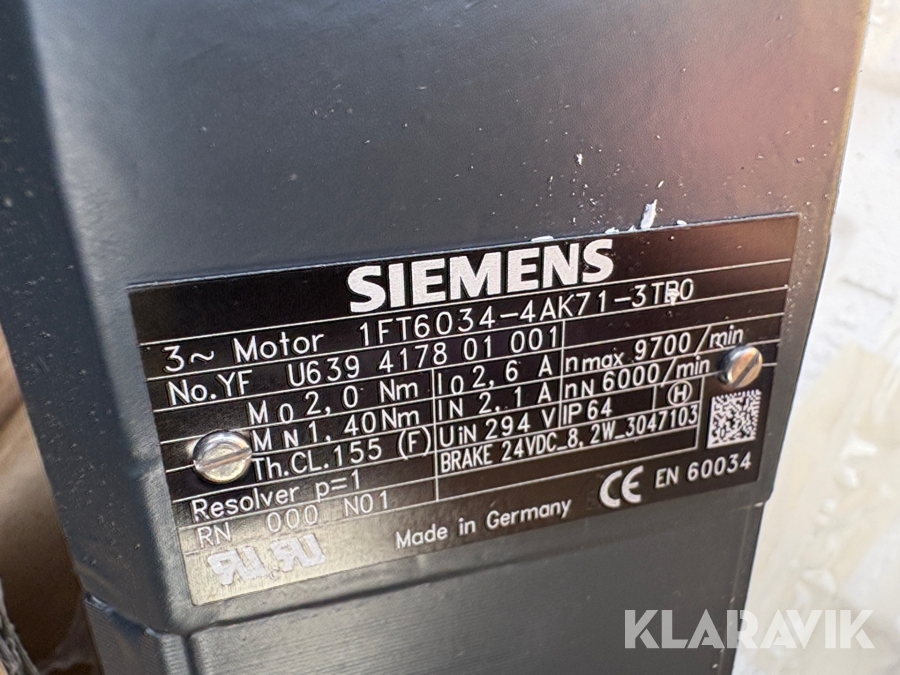 SIEMENS
3~ Motor 1FT6034-4AK71-3TB0
No.YF U639 4178 01 001
M0 2,0 Nm I0 2,6 A nmax 9700/min
MN 1,40Nm IN 2,1A nN 6000/min
Th.CL.155 (F) UiN 294 V IP64 H
BRAKE 24VDC_8,2W_3047103
Resolver p=1
RN 000 N01
CE EN 60034
Made in Germany
KLARAVIK